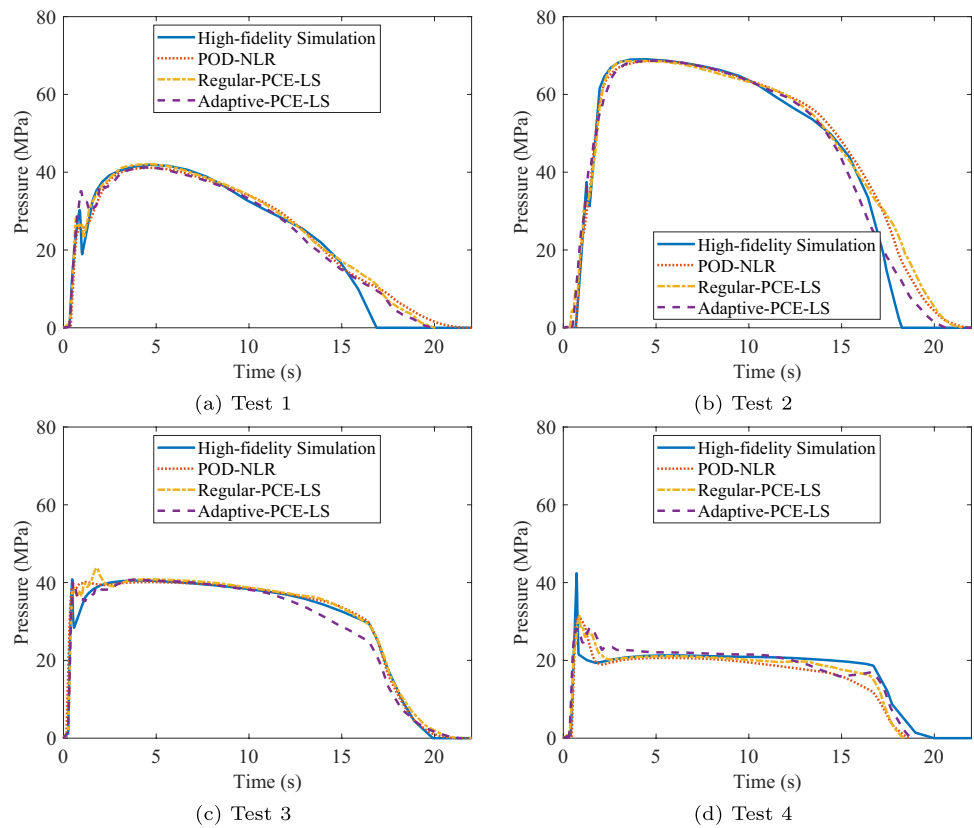 80
60
40
20
0
Pressure (MPa)
High-fidelity Simulation
POD-NLR
Regular-PCE-LS
Adaptive-PCE-LS
0 5 10 15 20
Time (s)
(a) Test 1
80
60
40
20
0
Pressure (MPa)
High-fidelity Simulation
POD-NLR
Regular-PCE-LS
Adaptive-PCE-LS
0 5 10 15 20
Time (s)
(b) Test 2
80
60
40
20
0
Pressure (MPa)
High-fidelity Simulation
POD-NLR
Regular-PCE-LS
Adaptive-PCE-LS
0 5 10 15 20
Time (s)
(c) Test 3
80
60
40
20
0
Pressure (MPa)
High-fidelity Simulation
POD-NLR
Regular-PCE-LS
Adaptive-PCE-LS
0 5 10 15 20
Time (s)
(d) Test 4